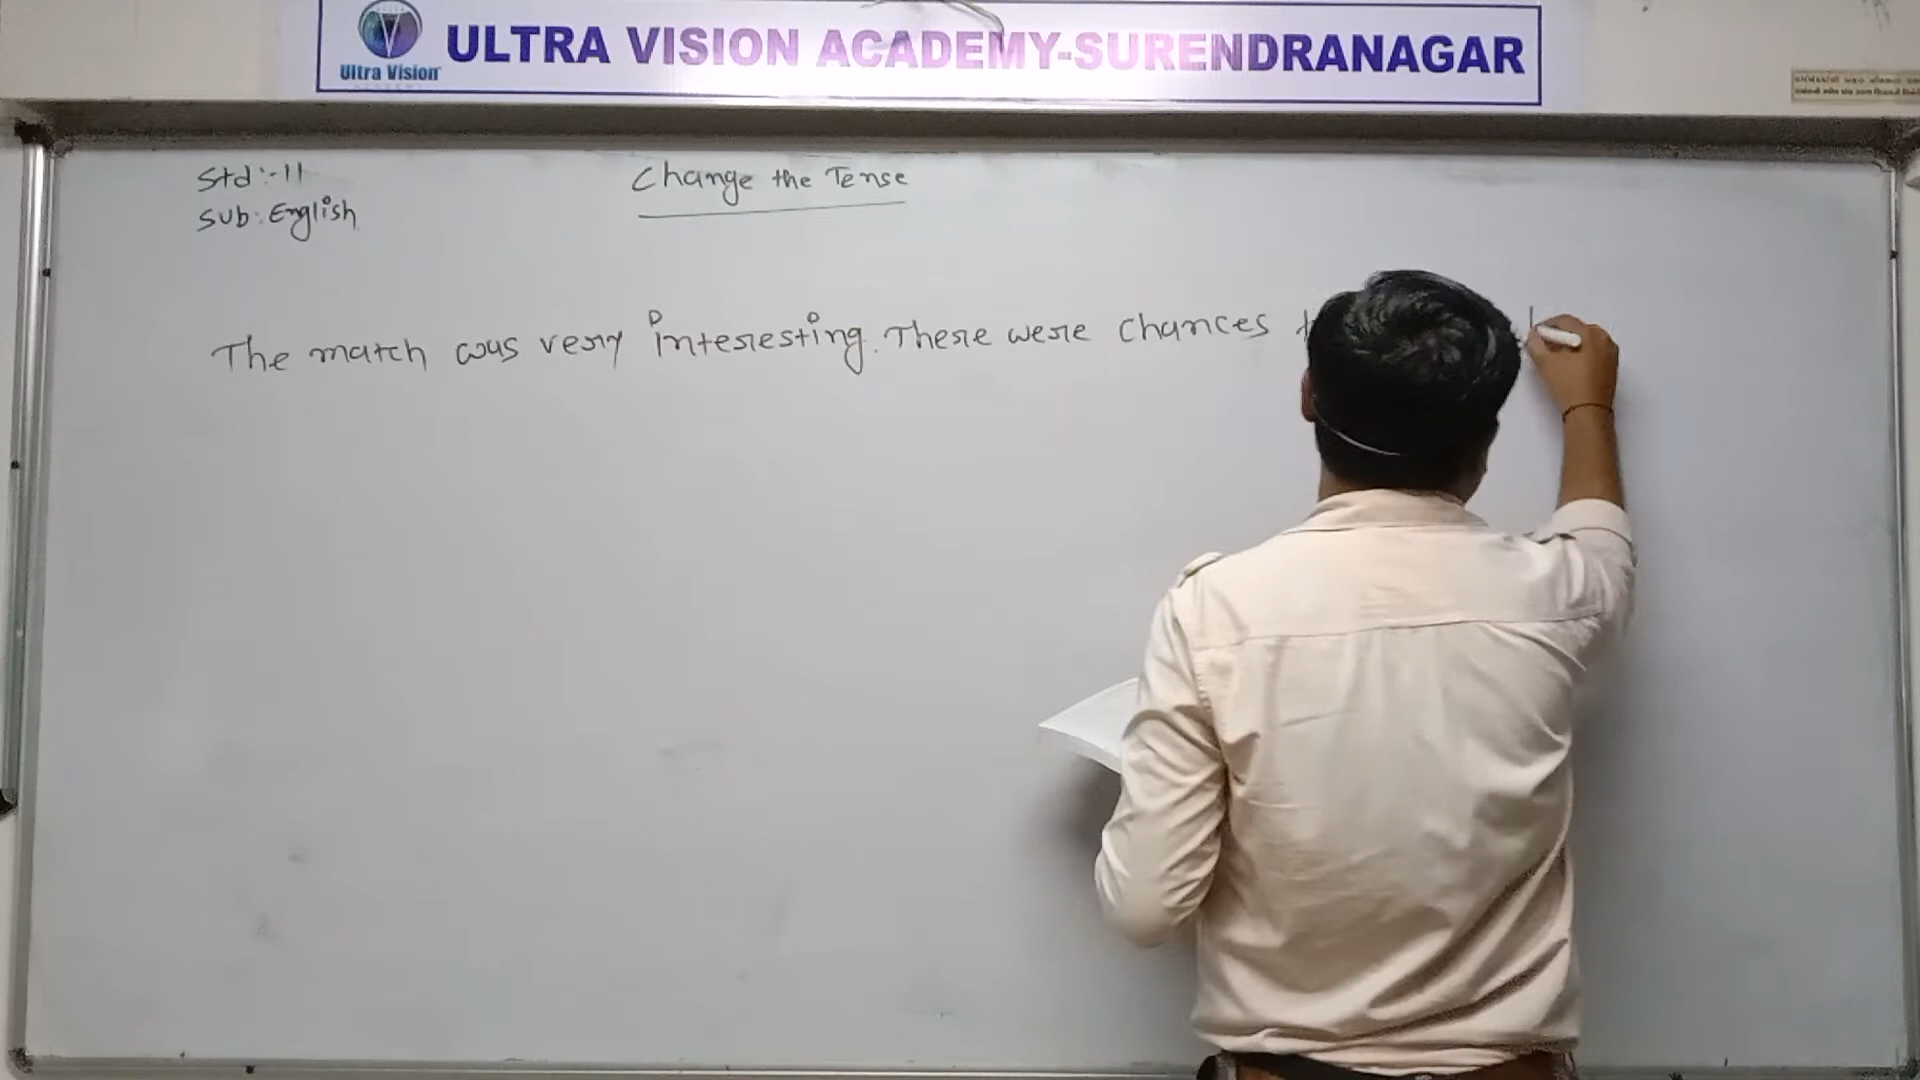 Ultra Vision
ULTRA VISION ACADEMY-SURENDRANAGAR
Std:-11
Sub: English
Change the Tense
The match was very interesting. There were chances